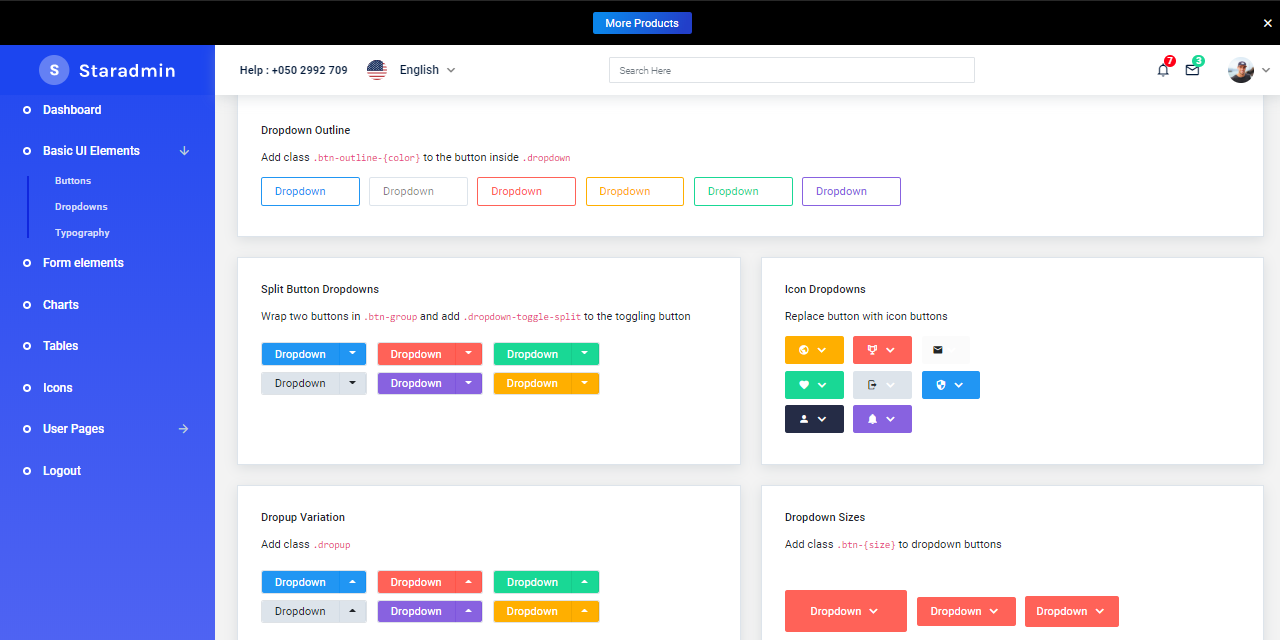 More Products
×
S Staradmin
Help : +050 2992 709
English
Search Here
7
3
Dashboard
Basic UI Elements
Buttons
Dropdowns
Typography
Form elements
Charts
Tables
Icons
User Pages
Logout
Dropdown Outline
Add class .btn-outline-{color} to the button inside .dropdown
Dropdown Dropdown Dropdown Dropdown Dropdown Dropdown
Split Button Dropdowns
Wrap two buttons in .btn-group and add .dropdown-toggle-split to the toggling button
Dropdown Dropdown Dropdown
Dropdown Dropdown Dropdown
Icon Dropdowns
Replace button with icon buttons
Dropup Variation
Add class .dropup
Dropdown Dropdown Dropdown
Dropdown Dropdown Dropdown
Dropdown Sizes
Add class .btn-{size} to dropdown buttons
Dropdown Dropdown Dropdown